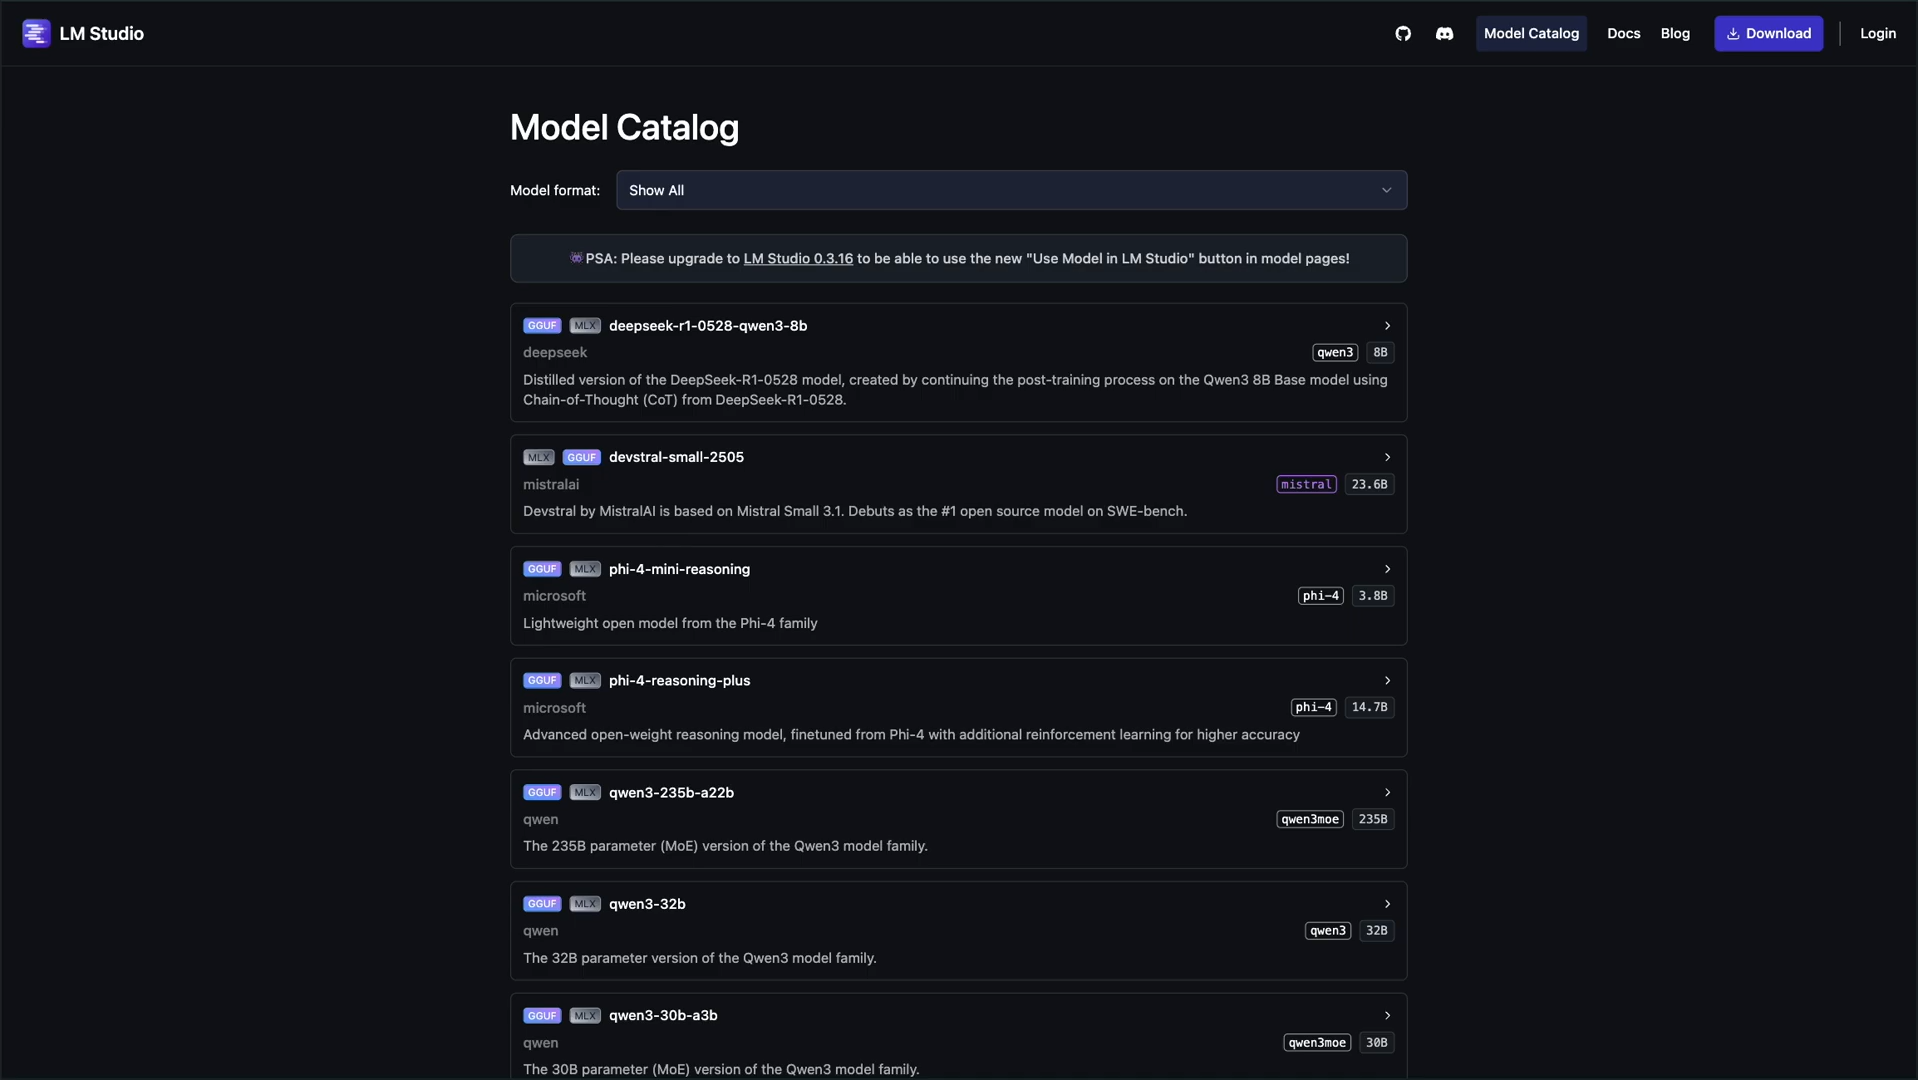 LM Studio
Model Catalog
Docs
Blog
Download
Login
Model Catalog
Model format:
Show All
PSA: Please upgrade to LM Studio 0.3.16 to be able to use the new "Use Model in LM Studio" button in model pages!
GGUF MLX deepseek-r1-0528-qwen3-8b
deepseek
qwen3 8B
Distilled version of the DeepSeek-R1-0528 model, created by continuing the post-training process on the Qwen3 8B Base model using
Chain-of-Thought (CoT) from DeepSeek-R1-0528.
MLX GGUF devstral-small-2505
mistralai
mistral 23.6B
Devstral by MistralAI is based on Mistral Small 3.1. Debuts as the #1 open source model on SWE-bench.
GGUF MLX phi-4-mini-reasoning
microsoft
phi-4 3.8B
Lightweight open model from the Phi-4 family
GGUF MLX phi-4-reasoning-plus
microsoft
phi-4 14.7B
Advanced open-weight reasoning model, finetuned from Phi-4 with additional reinforcement learning for higher accuracy
GGUF MLX qwen3-235b-a22b
qwen
qwen3moe 235B
The 235B parameter (MoE) version of the Qwen3 model family.
GGUF MLX qwen3-32b
qwen
qwen3 32B
The 32B parameter version of the Qwen3 model family.
GGUF MLX qwen3-30b-a3b
qwen
qwen3moe 30B
The 30B parameter (MoE) version of the Qwen3 model family.